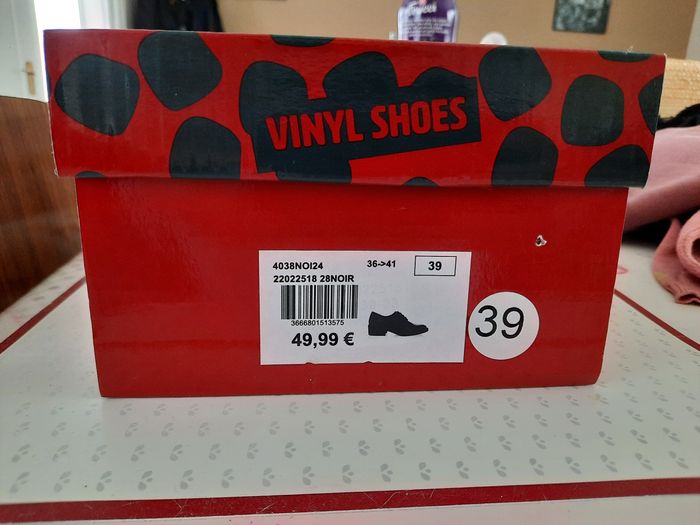 VINYL SHOES
4038NOI24 36->41 39
22022518 28NOIR
3666801513575
49,99 €
39